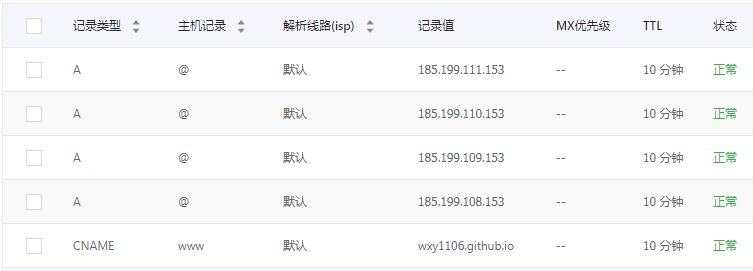 记录类型 主机记录 解析线路(isp) 记录值 MX优先级 TTL 状态
A @ 默认 185.199.111.153 -- 10 分钟 正常
A @ 默认 185.199.110.153 -- 10 分钟 正常
A @ 默认 185.199.109.153 -- 10 分钟 正常
A @ 默认 185.199.108.153 -- 10 分钟 正常
CNAME www 默认 wxy1106.github.io -- 10 分钟 正常